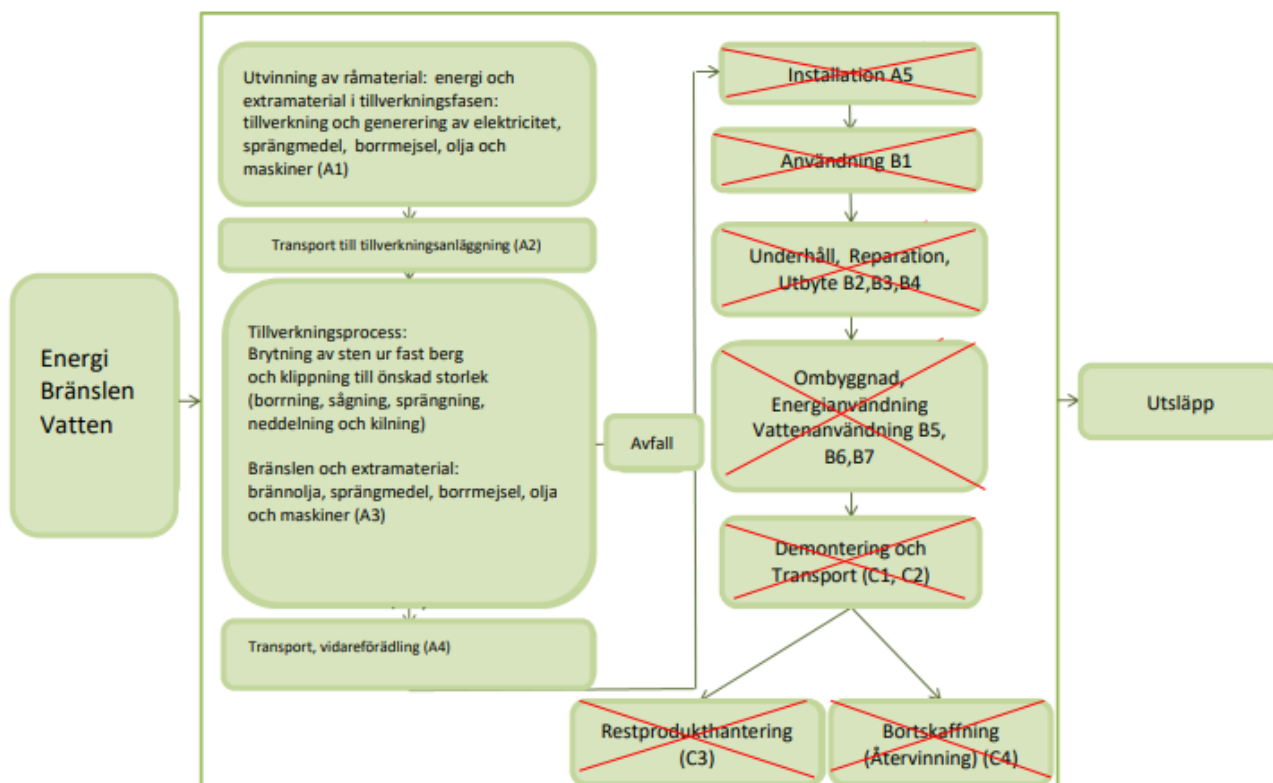 Energi
Bränslen
Vatten
Utvinning av råmaterial: energi och
extramaterial i tillverkningsfasen:
tillverkning och generering av elektricitet,
sprängmedel, borrmejsel, olja och
maskiner (A1)
Transport till tillverkningsanläggning (A2)
Tillverkningsprocess:
Brytning av sten ur fast berg
och klippning till önskad storlek
(borrning, sågning, sprängning,
neddelning och kilning)
Bränslen och extramaterial:
brännolja, sprängmedel, borrmejsel, olja
och maskiner (A3)
Avfall
Transport, vidareförädling (A4)
Installation A5
Användning B1
Underhåll, Reparation,
Utbyte B2,B3,B4
Ombyggnad,
Energianvändning
Vattenanvändning B5,
B6,B7
Demontering och
Transport (C1, C2)
Restprodukthantering
(C3)
Bortskaffning
(Återvinning) (C4)
Utsläpp